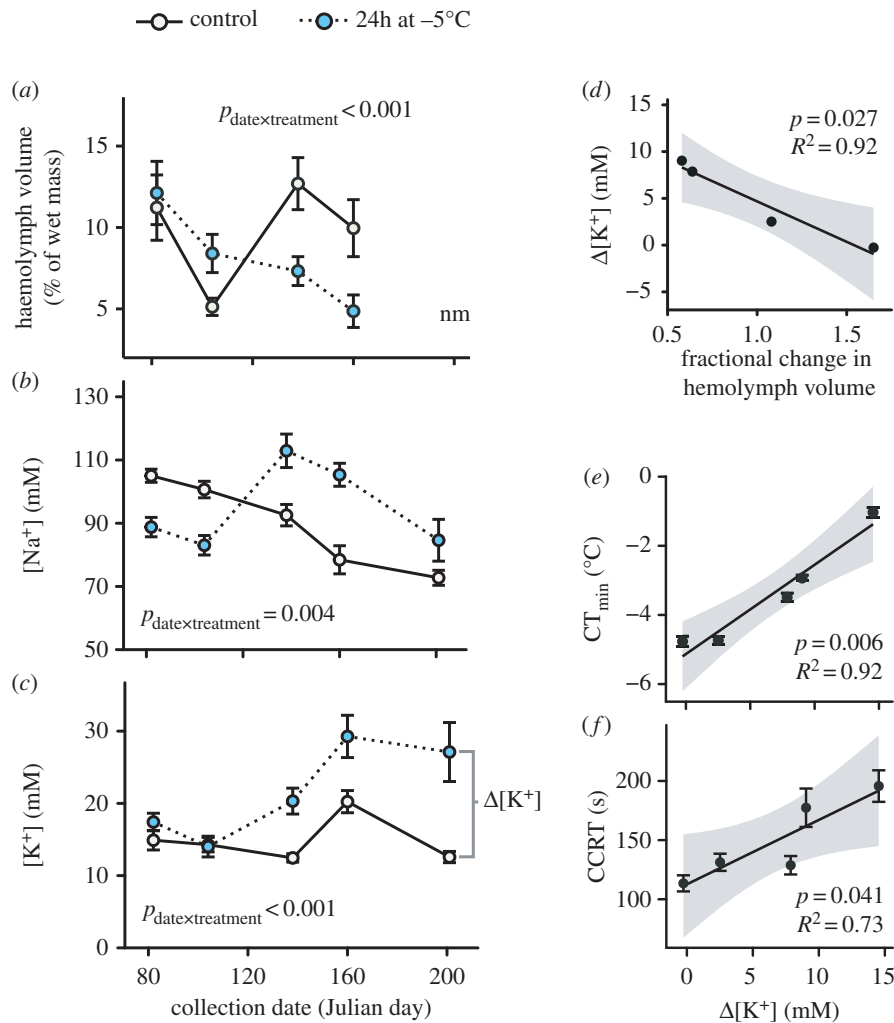 control
24h at –5°C
(a)
p date×treatment < 0.001
15
10
5
haemolymph volume
(% of wet mass)
nm
(b)
130
110
90
70
50
[Na+] (mM)
p date×treatment = 0.004
(c)
30
20
10
0
[K+] (mM)
Δ[K+]
p date×treatment < 0.001
80 120 160 200
collection date (Julian day)
(d)
p = 0.027
R² = 0.92
10
5
0
−5
Δ[K+] (mM)
0.5 1.0 1.5
fractional change in
hemolymph volume
(e)
0
−2
−4
−6
CTmin (°C)
p = 0.006
R² = 0.92
(f)
200
150
100
CCRT (s)
p = 0.041
R² = 0.73
0 5 10 15
Δ[K+] (mM)